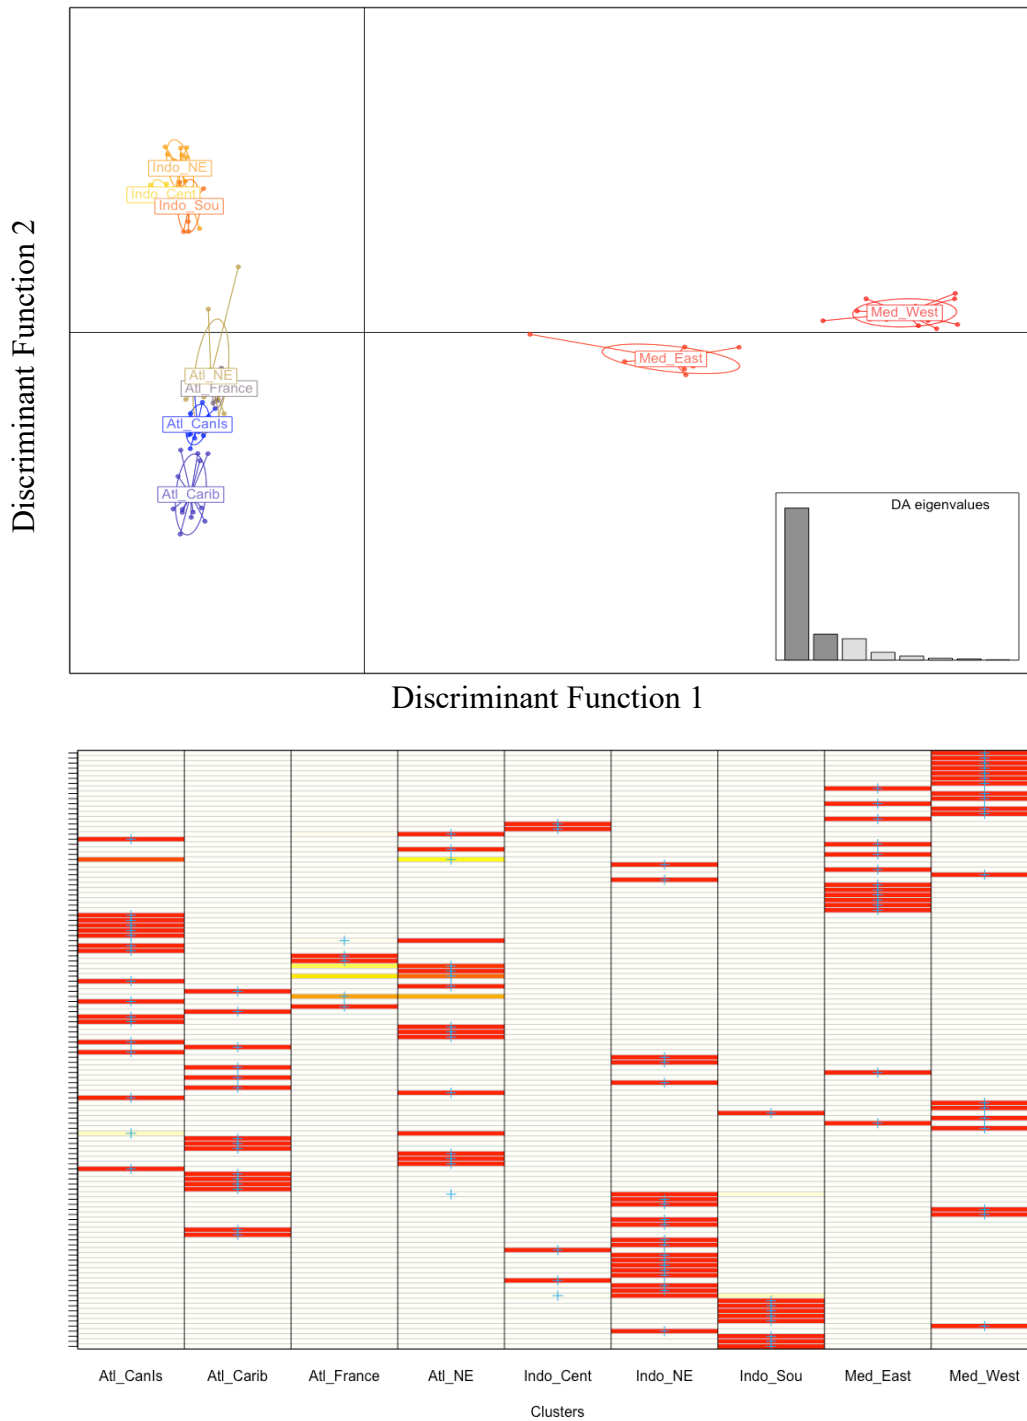 Discriminant Function 2
Indo_NE
Indo_Cent
Indo_Sou
Med_West
Med_East
Atl_NE
Atl_France
Atl_CanIs
Atl_Carib
DA eigenvalues
Discriminant Function 1
Atl_CanIs Atl_Carib Atl_France Atl_NE Indo_Cent Indo_NE Indo_Sou Med_East Med_West
Clusters